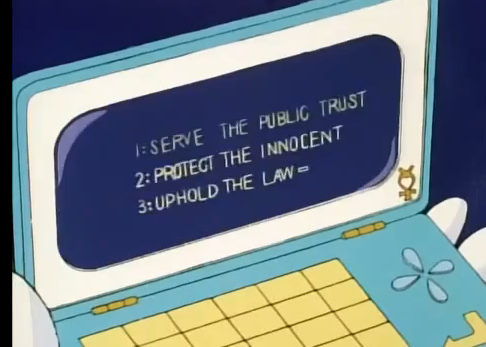 1:SERVE THE PUBLIC TRUST
2:PROTECT THE INNOCENT
3:UPHOLD THE LAW